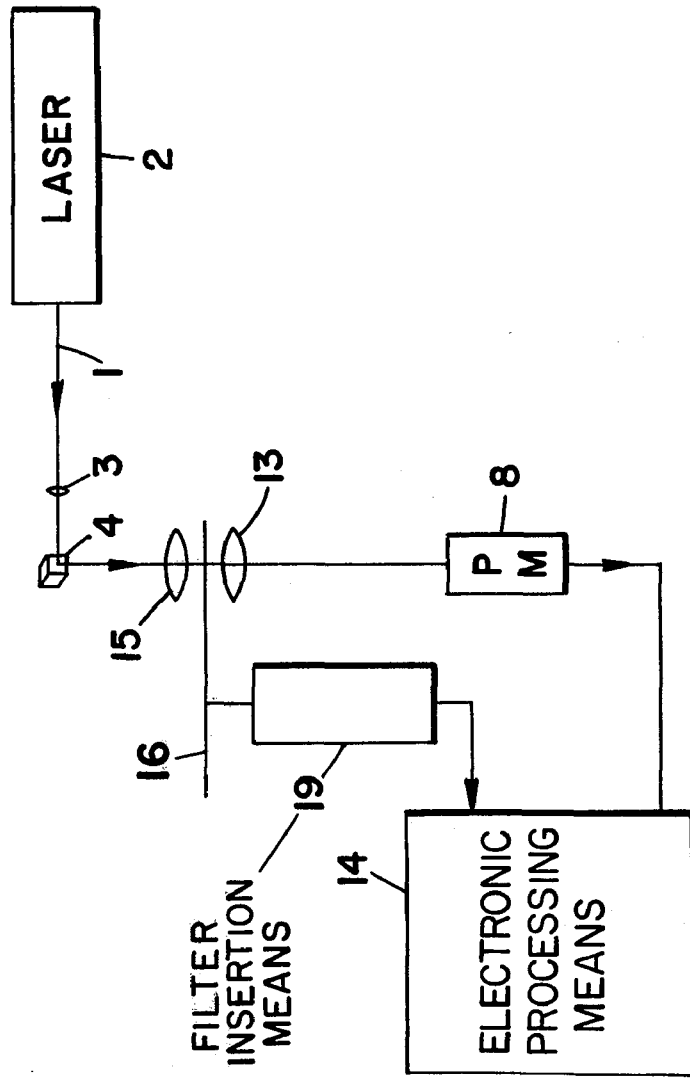 LASER
2
1
3
4
15
13
16
8
P
M
19
FILTER
INSERTION
MEANS
14
ELECTRONIC
PROCESSING
MEANS